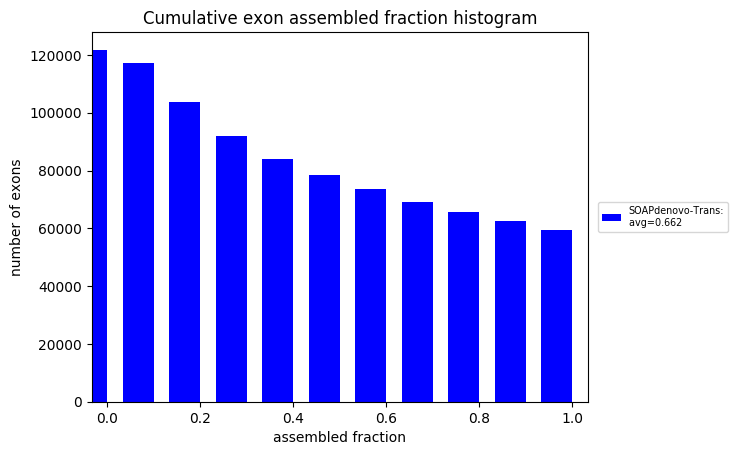 Cumulative exon assembled fraction histogram
number of exons
120000
100000
80000
60000
40000
20000
0
0.0 0.2 0.4 0.6 0.8 1.0
assembled fraction
SOAPdenovo-Trans:
avg=0.662